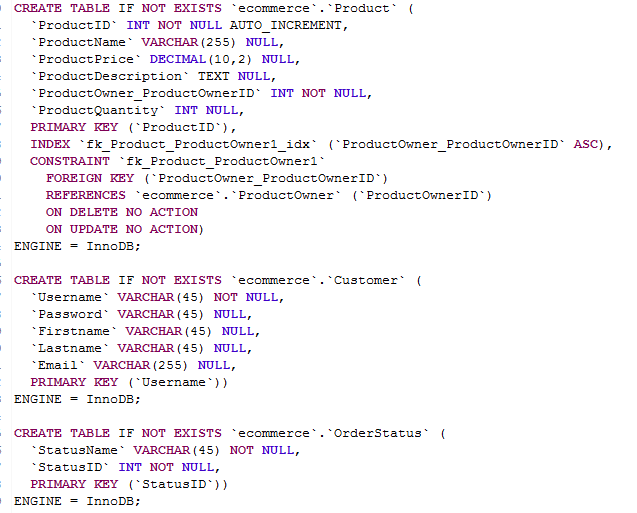 CREATE TABLE IF NOT EXISTS `ecommerce`.`Product` (
`ProductID` INT NOT NULL AUTO_INCREMENT,
`ProductName` VARCHAR(255) NULL,
`ProductPrice` DECIMAL(10,2) NULL,
`ProductDescription` TEXT NULL,
`ProductOwner_ProductOwnerID` INT NOT NULL,
`ProductQuantity` INT NULL,
PRIMARY KEY (`ProductID`),
INDEX `fk_Product_ProductOwner1_idx` (`ProductOwner_ProductOwnerID` ASC),
CONSTRAINT `fk_Product_ProductOwner1`
FOREIGN KEY (`ProductOwner_ProductOwnerID`)
REFERENCES `ecommerce`.`ProductOwner` (`ProductOwnerID`)
ON DELETE NO ACTION
ON UPDATE NO ACTION)
ENGINE = InnoDB;
CREATE TABLE IF NOT EXISTS `ecommerce`.`Customer` (
`Username` VARCHAR(45) NOT NULL,
`Password` VARCHAR(45) NULL,
`Firstname` VARCHAR(45) NULL,
`Lastname` VARCHAR(45) NULL,
`Email` VARCHAR(255) NULL,
PRIMARY KEY (`Username`))
ENGINE = InnoDB;
CREATE TABLE IF NOT EXISTS `ecommerce`.`OrderStatus` (
`StatusName` VARCHAR(45) NOT NULL,
`StatusID` INT NOT NULL,
PRIMARY KEY (`StatusID`))
ENGINE = InnoDB;